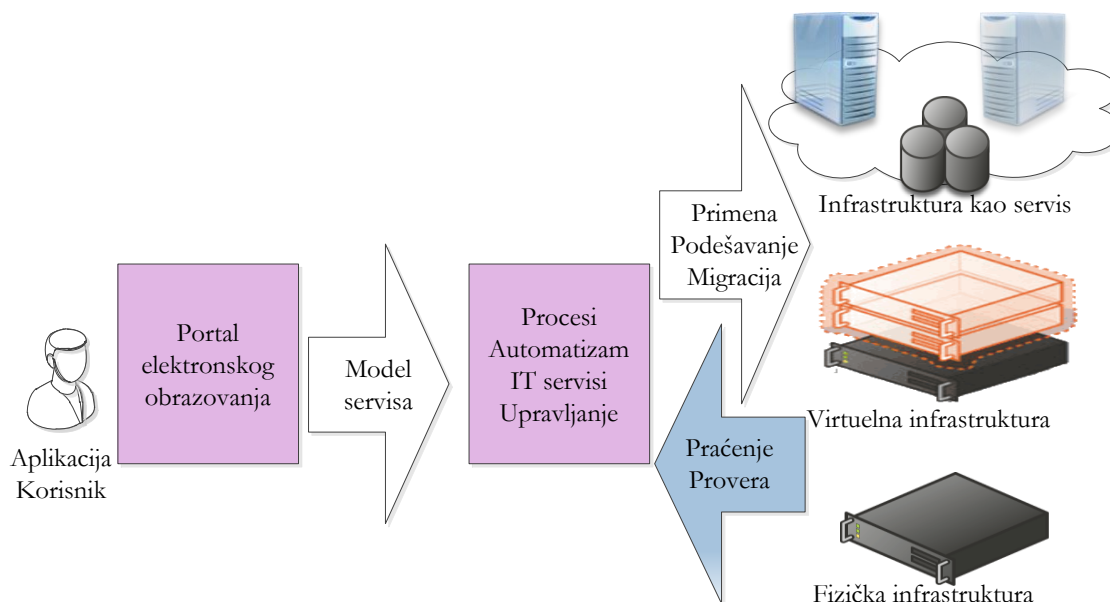 Aplikacija
Korisnik
Portal
elektronskog
obrazovanja
Model
servisa
Procesi
Automatizam
IT servisi
Upravljanje
Primena
Podešavanje
Migracija
Praćenje
Provera
Infrastruktura kao servis
Virtuelna infrastruktura
Fizička infrastruktura